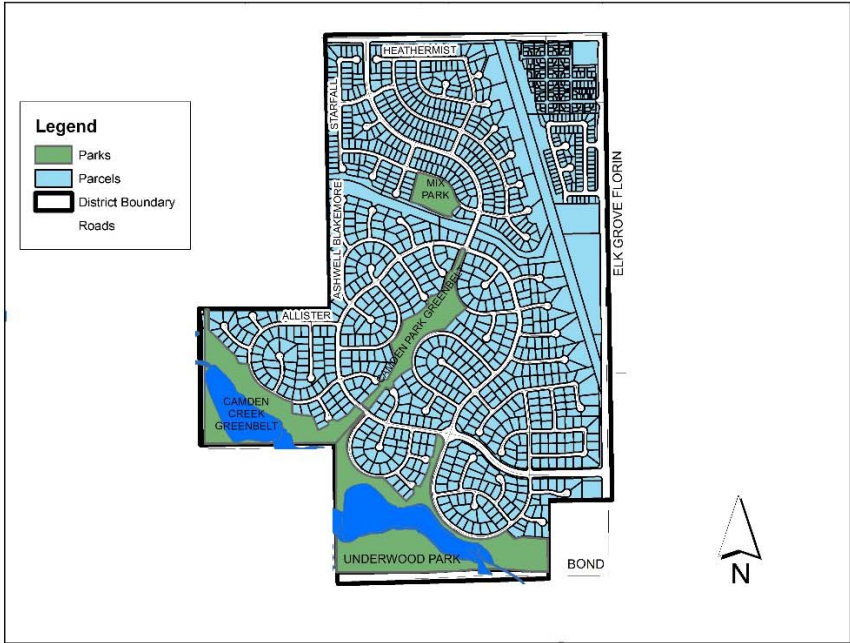 HEATHERMIST
STARFALL
Legend
Parks
Parcels
District Boundary
Roads
MIX
PARK
ELK GROVE FLORIN
ASHWELL BLAKEMORE
CAMDEN PARK GREENBELT
ALLISTER
CAMDEN
CREEK
GREENBELT
UNDERWOOD PARK
BOND
N